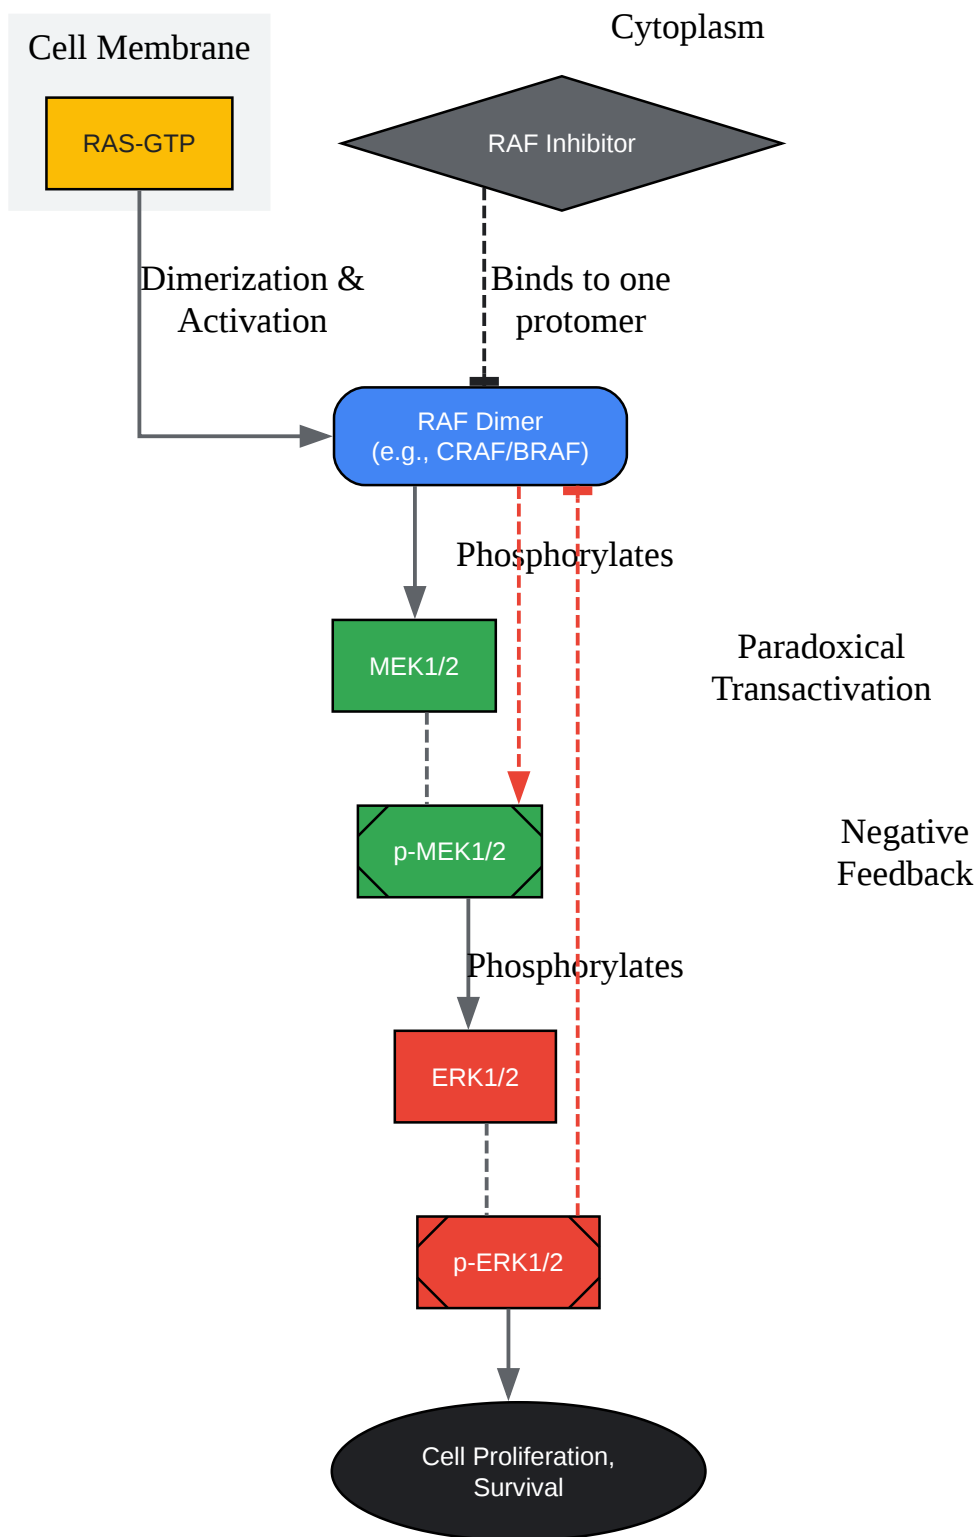 Cytoplasm
Cell Membrane
RAS-GTP
RAF Inhibitor
Dimerization &
Activation
Binds to one
protomer
RAF Dimer
(e.g., CRAF/BRAF)
Phosphorylates
MEK1/2
Paradoxical
Transactivation
p-MEK1/2
Negative
Feedback
Phosphorylates
ERK1/2
p-ERK1/2
Cell Proliferation,
Survival